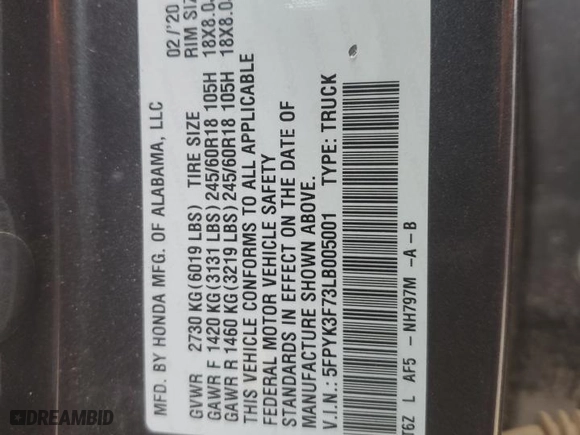 MFD. BY HONDA MFG. OF ALABAMA, LLC 02/'20
GVWR 2730 KG(6019 LBS) TIRE SIZE RIM SIZ
GAWR F 1420 KG(3131 LBS) 245/60R18 105H 18X8.0
GAWR R 1460 KG(3219 LBS) 245/60R18 105H 18X8.0
THIS VEHICLE CONFORMS TO ALL APPLICABLE
FEDERAL MOTOR VEHICLE SAFETY
STANDARDS IN EFFECT ON THE DATE OF
MANUFACTURE SHOWN ABOVE.
V.I.N.: 5FPYK3F73LB005001 TYPE: TRUCK
T6Z L AF5 -NH797M -A -B
DREAMBID